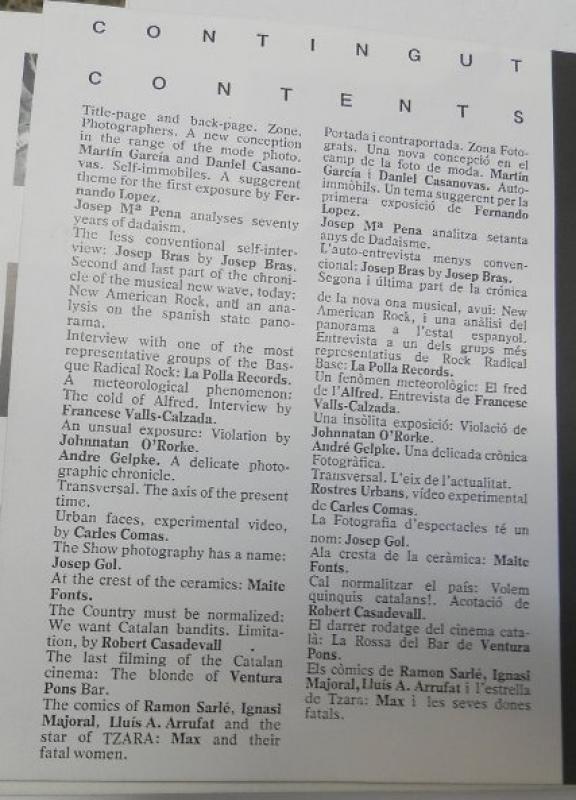 CONTINGUT
CONTENTS
Title-page and back-page. Zone.
Photographers. A new conception
in the range of the mode photo.
Martín García and Daniel Casano-
vas. Self-immobiles. A suggerent
theme for the first exposure by Fer-
nando Lopez.
Josep Mª Pena analyses seventy
years of dadaism.
The less conventional self-inter-
view: Josep Bras by Josep Bras.
Second and last part of the chroni-
cle of the musical new wave, today:
New American Rock, and an ana-
lysis on the spanish state pano-
rama.
Interview with one of the most
representative groups of the Bas-
que Radical Rock: La Polla Records.
A meteorological phenomenon:
The cold of Alfred. Interview by
Francesc Valls-Calzada.
An unsual exposure: Violation by
Johnnatan O'Rorke.
Andre Gelpke. A delicate photo-
graphic chronicle.
Transversal. The axis of the present
time.
Urban faces, experimental video,
by Carles Comas.
The Show photography has a name:
Josep Gol.
At the crest of the ceramics: Maite
Fonts.
The Country must be normalized:
We want Catalan bandits. Limita-
tion, by Robert Casadevall
The last filming of the Catalan
cinema: The blonde of Ventura
Pons Bar.
The comics of Ramon Sarlé, Ignasi
Majoral, Lluís A. Arrufat and the
star of TZARA: Max and their
fatal women.
Portada i contraportada. Zona Foto-
grafs. Una nova concepció en el
camp de la foto de moda. Martín
García i Daniel Casanovas. Auto-
immòbils. Un tema suggerent per la
primera exposició de Fernando
Lopez.
Josep Mª Pena analitza setanta
anys de Dadaisme.
L'auto-entrevista menys conven-
cional: Josep Bras by Josep Bras.
Segona i última part de la crónica
de la nova ona musical, avui: New
American Rock, i una anàlisi del
panorama a l'estat espanyol.
Entrevista a un dels grups més
representatius de Rock Radical
Basc: La Polla Records.
Un fenòmen meteorològic: El fred
de l'Alfred. Entrevista de Francesc
Valls-Calzada.
Una insòlita exposició: Violació de
Johnnatan O'Rorke.
André Gelpke. Una delicada crònica
Fotogràfica.
Transversal. L'eix de l'actualitat.
Rostres Urbans, vídeo experimental
de Carles Comas.
La Fotografia d'espectacles té un
nom: Josep Gol.
Ala cresta de la ceràmica: Maite
Fonts.
Cal normalitzar el país: Volem
quinquis catalans!. Acotació de
Robert Casadevall.
El darrer rodatge del cinema cata-
là: La Rossa del Bar de Ventura
Pons.
Els còmics de Ramon Sarlé, Ignasi
Majoral, Lluís A. Arrufat i l'estrella
de Tzara: Max i les seves dones
fatals.